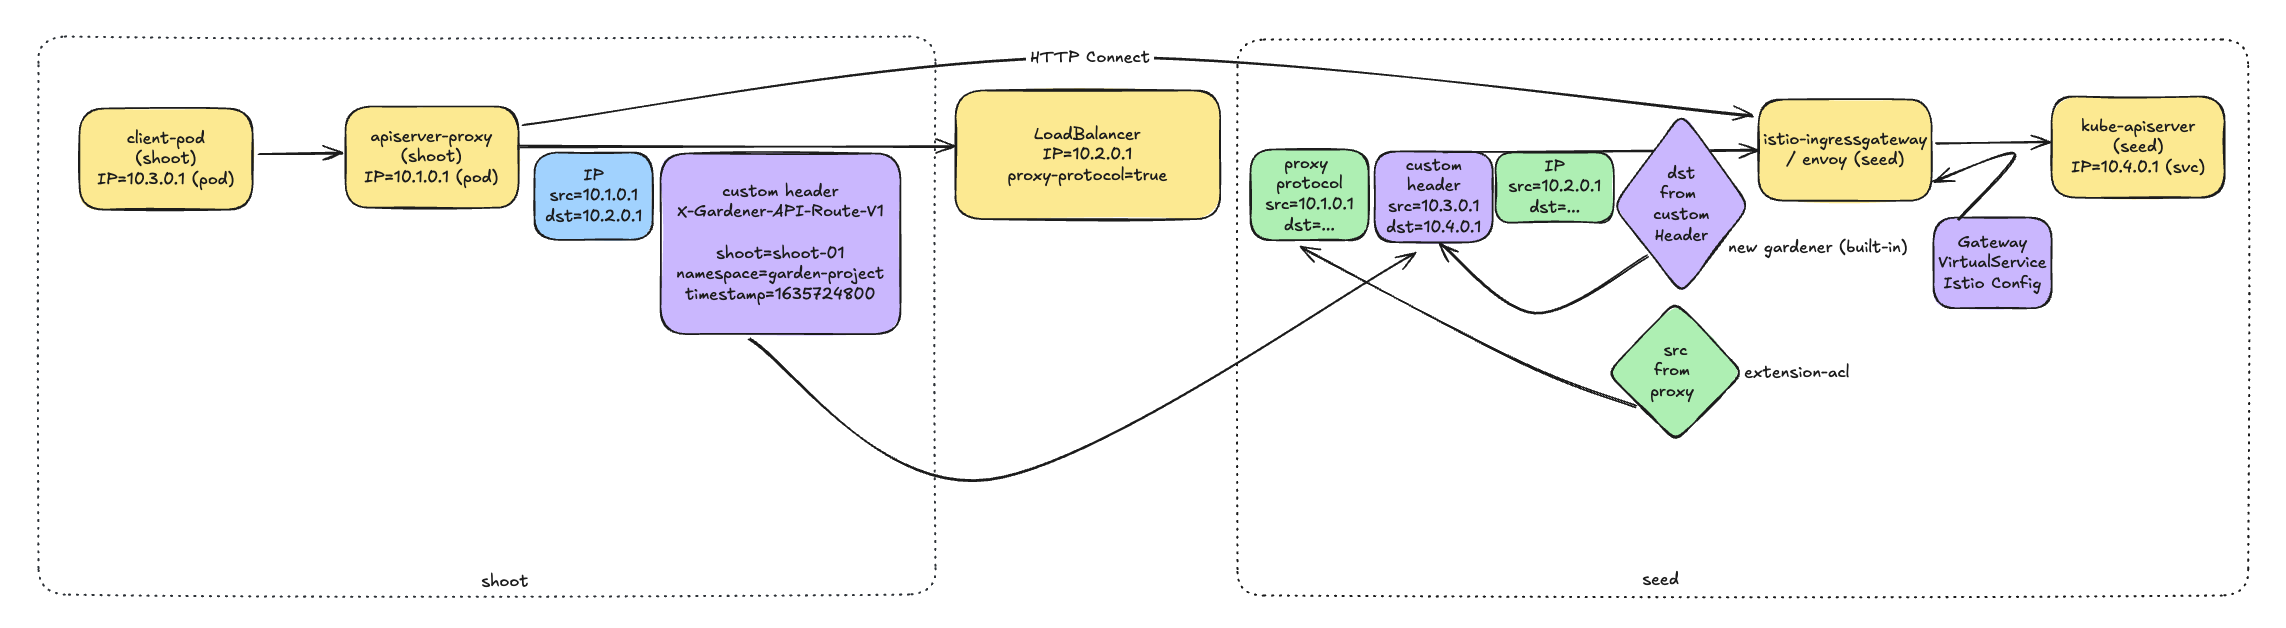 HTTP Connect
client-pod
(shoot)
IP=10.3.0.1 (pod)
apiserver-proxy
(shoot)
IP=10.1.0.1 (pod)
IP
src=10.1.0.1
dst=10.2.0.1
custom header
X-Gardener-API-Route-V1
shoot=shoot-01
namespace=garden-project
timestamp=1635724800
LoadBalancer
IP=10.2.0.1
proxy-protocol=true
proxy
protocol
src=10.1.0.1
dst=...
custom
header
src=10.3.0.1
dst=10.4.0.1
IP
src=10.2.0.1
dst=...
dst
from
custom
Header
new gardener (built-in)
istio-ingressgateway
/ envoy (seed)
kube-apiserver
(seed)
IP=10.4.0.1 (svc)
Gateway
VirtualService
Istio Config
src
from
proxy
extension-acl
shoot
seed